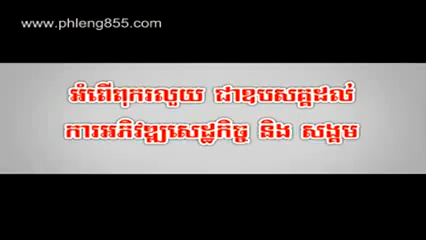 www.phleng855.com
អំពើពុករលួយ ជាឧបសគ្គដល់
ការអភិវឌ្ឍសេដ្ឋកិច្ច និង សង្គម